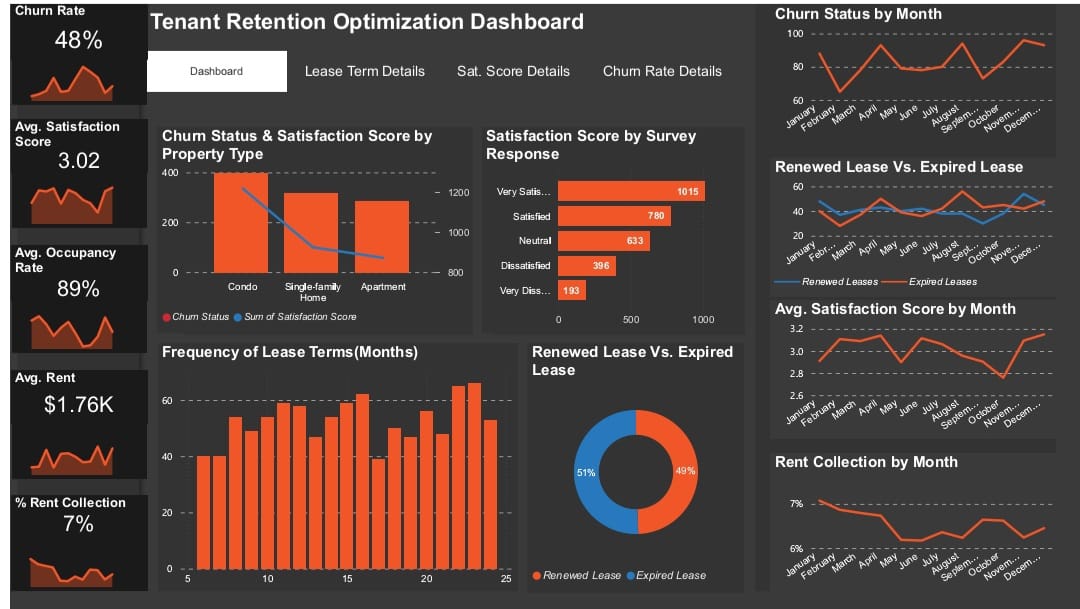 Churn Rate
48%
Avg. Satisfaction
Score
3.02
Avg. Occupancy
Rate
89%
Avg. Rent
$1.76K
% Rent Collection
7%
Tenant Retention Optimization Dashboard
Dashboard
Lease Term Details
Sat. Score Details
Churn Rate Details
Churn Status & Satisfaction Score by
Property Type
400
200
0
1200
1000
800
Condo
Single-family
Home
Apartment
Churn Status
Sum of Satisfaction Score
Satisfaction Score by Survey
Response
Very Satis...
1015
Satisfied
780
Neutral
633
Dissatisfied
396
Very Diss...
193
0
500
1000
Frequency of Lease Terms(Months)
60
40
20
0
5
10
15
20
25
Renewed Lease Vs. Expired
Lease
51%
49%
Renewed Lease
Expired Lease
Churn Status by Month
100
80
60
January
February
March
April
May
June
July
August
Septem...
October
Novem...
Decem...
Renewed Lease Vs. Expired Lease
60
40
20
January
Febr...
March
April
May
June
July
August
Sept...
October
Nove...
Dece...
Renewed Leases
Expired Leases
Avg. Satisfaction Score by Month
3.2
3.0
2.8
2.6
January
February
March
April
May
June
July
August
Septem...
October
Novem...
Decem...
Rent Collection by Month
7%
6%
January
February
March
April
May
June
July
August
Septem...
October
Novem...
Decem...